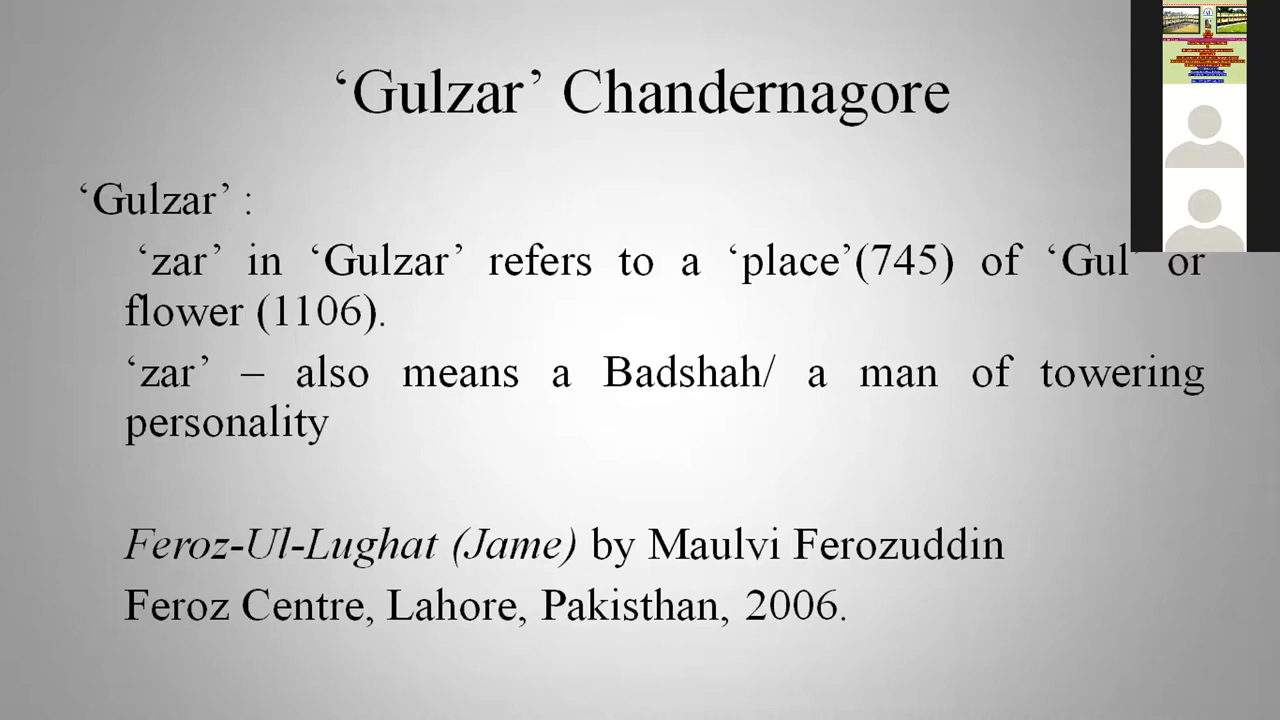 ‘Gulzar’ Chandernagore
‘Gulzar’ :
‘zar’ in ‘Gulzar’ refers to a ‘place’(745) of ‘Gul’ or
flower (1106).
‘zar’ – also means a Badshah/ a man of towering
personality
Feroz-Ul-Lughat (Jame) by Maulvi Ferozuddin
Feroz Centre, Lahore, Pakisthan, 2006.